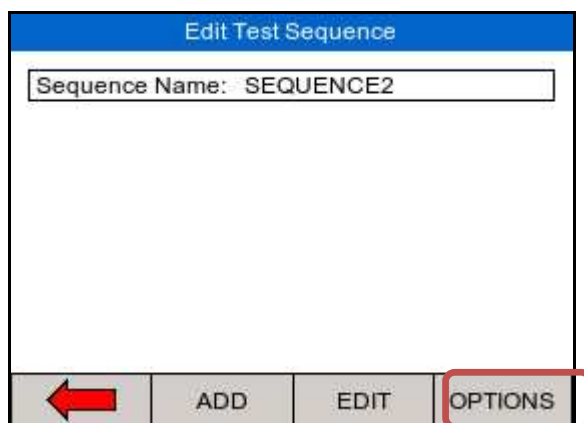 Edit Test Sequence
Sequence Name: SEQUENCE2
ADD EDIT OPTIONS